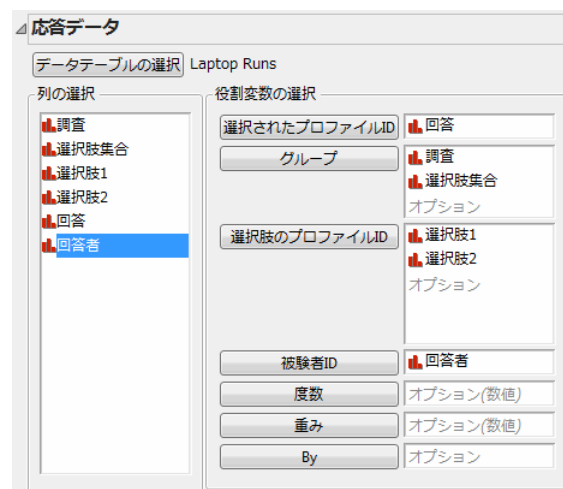 応答データ
データテーブルの選択 Laptop Runs
列の選択
調査
選択肢集合
選択肢1
選択肢2
回答
回答者
役割変数の選択
選択されたプロファイルID 回答
グループ 調査
選択肢集合
オプション
選択肢のプロファイルID 選択肢1
選択肢2
オプション
被験者ID 回答者
度数 オプション(数値)
重み オプション(数値)
By オプション